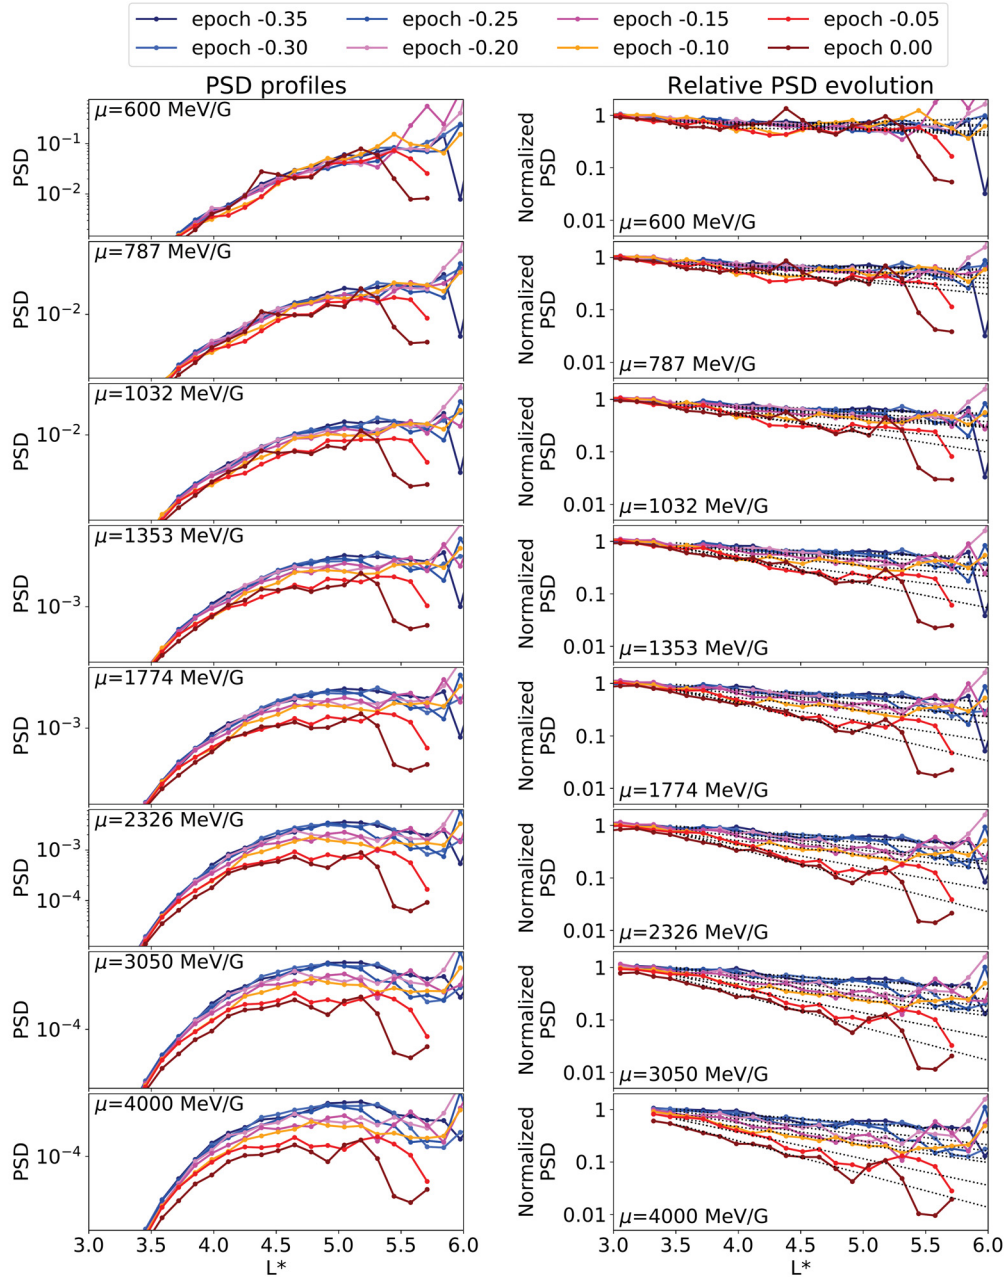 epoch -0.35 epoch -0.25 epoch -0.15 epoch -0.05
epoch -0.30 epoch -0.20 epoch -0.10 epoch 0.00
PSD profiles Relative PSD evolution
μ=600 MeV/G
PSD
10⁻¹
10⁻²
Normalized
PSD
1
0.1
0.01
μ=600 MeV/G
μ=787 MeV/G
PSD
10⁻²
Normalized
PSD
1
0.1
0.01
μ=787 MeV/G
μ=1032 MeV/G
PSD
10⁻²
Normalized
PSD
1
0.1
0.01
μ=1032 MeV/G
μ=1353 MeV/G
PSD
10⁻³
Normalized
PSD
1
0.1
0.01
μ=1353 MeV/G
μ=1774 MeV/G
PSD
10⁻³
Normalized
PSD
1
0.1
0.01
μ=1774 MeV/G
μ=2326 MeV/G
PSD
10⁻³
10⁻⁴
Normalized
PSD
1
0.1
0.01
μ=2326 MeV/G
μ=3050 MeV/G
PSD
10⁻⁴
Normalized
PSD
1
0.1
0.01
μ=3050 MeV/G
μ=4000 MeV/G
PSD
10⁻⁴
Normalized
PSD
1
0.1
0.01
μ=4000 MeV/G
3.0 3.5 4.0 4.5 5.0 5.5 6.0
L*
3.0 3.5 4.0 4.5 5.0 5.5 6.0
L*